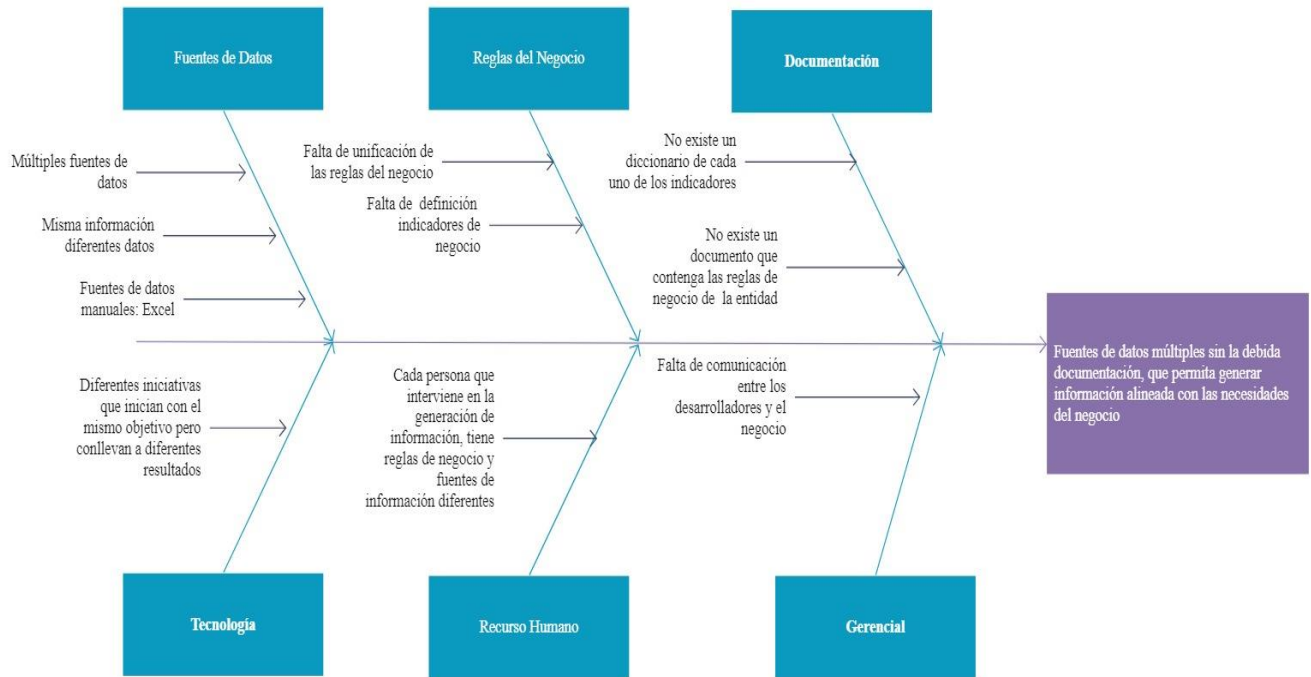 Fuentes de Datos
Reglas del Negocio
Documentación
Múltiples fuentes de
datos
Misma información
diferentes datos
Fuentes de datos
manuales: Excel
Falta de unificación de
las reglas del negocio
Falta de definición
indicadores de
negocio
No existe un
diccionario de cada
uno de los indicadores
No existe un
documento que
contenga las reglas de
negocio de la entidad
Fuentes de datos múltiples sin la debida
documentación, que permita generar
información alineada con las necesidades
del negocio
Diferentes iniciativas
que inician con el
mismo objetivo pero
conllevan a diferentes
resultados
Cada persona que
interviene en la
generación de
información, tiene
reglas de negocio y
fuentes de
información diferentes
Falta de comunicación
entre los
desarrolladores y el
negocio
Tecnología
Recurso Humano
Gerencial